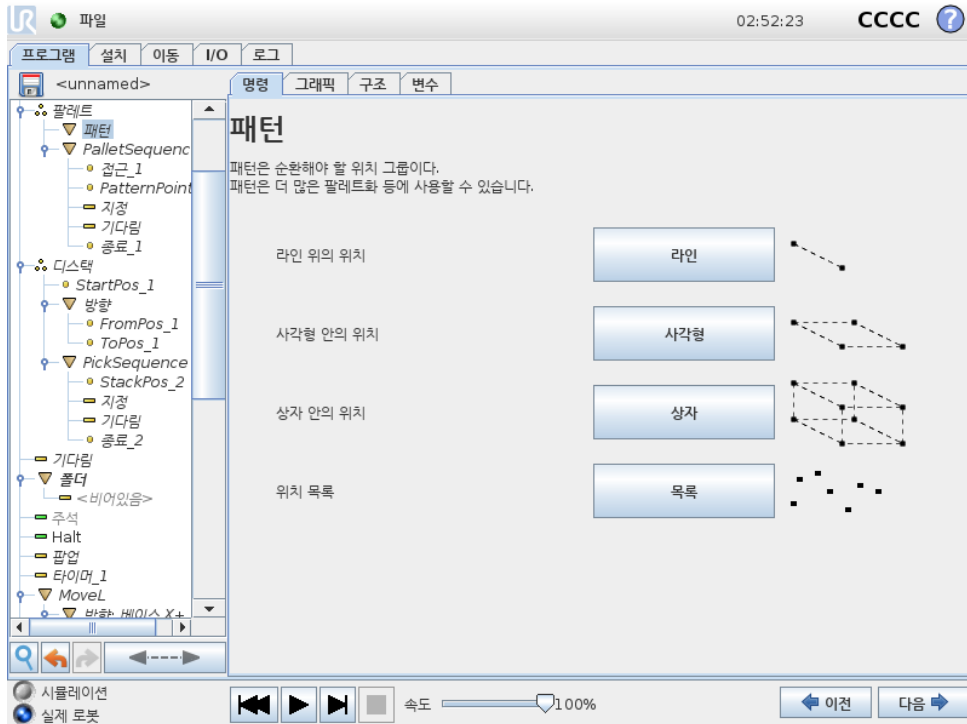 UR 파일 02:52:23 CCCC ?
프로그램 설치 이동 I/O 로그
<unnamed>
명령 그래픽 구조 변수
팔레트
패턴
PalletSequenc
접근_1
PatternPoint
지정
기다림
종료_1
디스택
StartPos_1
방향
FromPos_1
ToPos_1
PickSequence
StackPos_2
지정
기다림
종료_2
기다림
폴더
<비어있음>
주석
Halt
팝업
타이머_1
MoveL
방향: 베이스 X+
패턴
패턴은 순환해야 할 위치 그룹이다.
패턴은 더 많은 팔레트화 등에 사용할 수 있습니다.
라인 위의 위치 라인
사각형 안의 위치 사각형
상자 안의 위치 상자
위치 목록 목록
시뮬레이션
실제 로봇
속도 100%
이전 다음